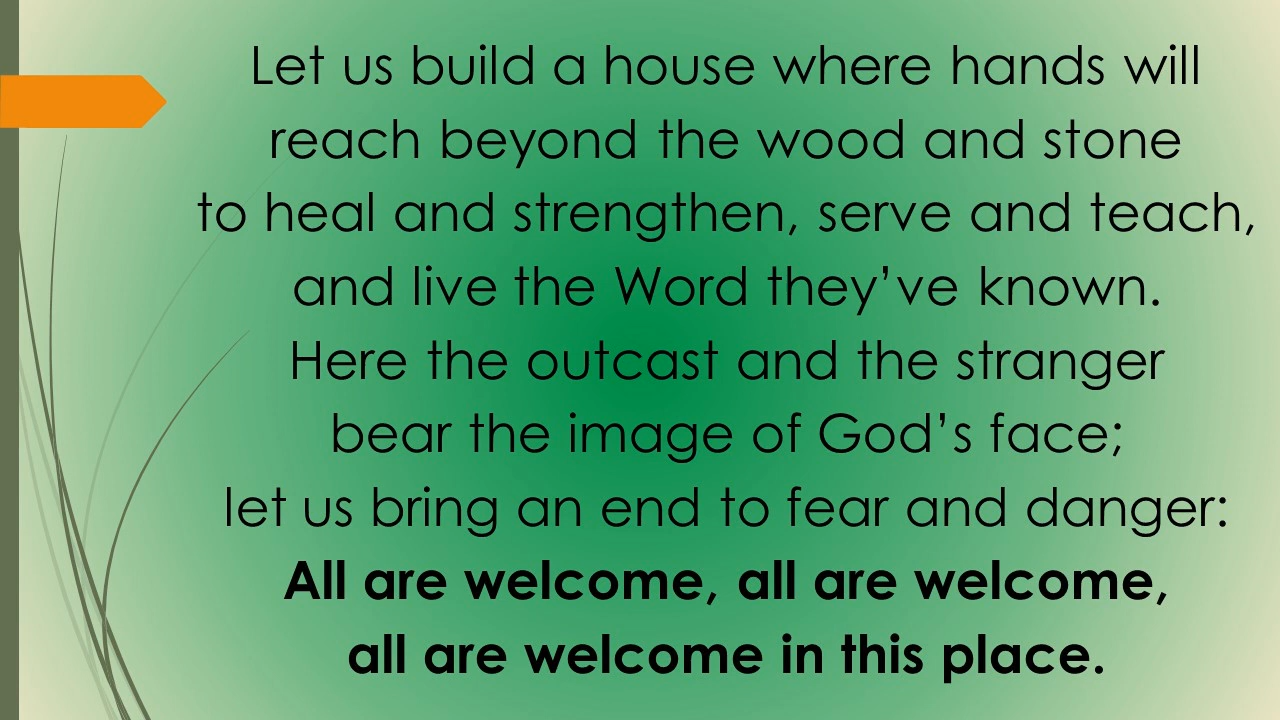 Let us build a house where hands will
reach beyond the wood and stone
to heal and strengthen, serve and teach,
and live the Word they’ve known.
Here the outcast and the stranger
bear the image of God’s face;
let us bring an end to fear and danger:
All are welcome, all are welcome,
all are welcome in this place.